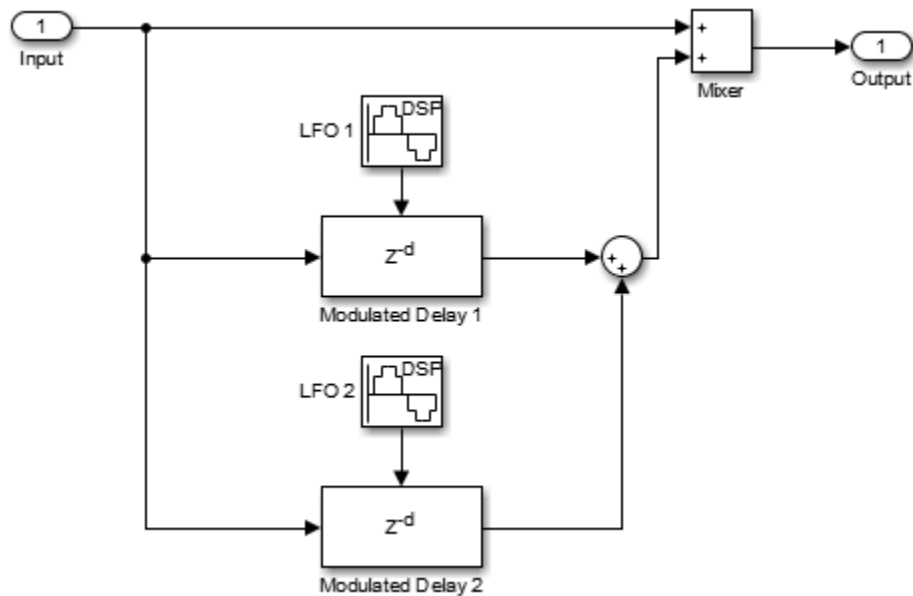 1
Input
+
+
Mixer
1
Output
DSP
LFO 1
Z-d
Modulated Delay 1
+
+
DSP
LFO 2
Z-d
Modulated Delay 2